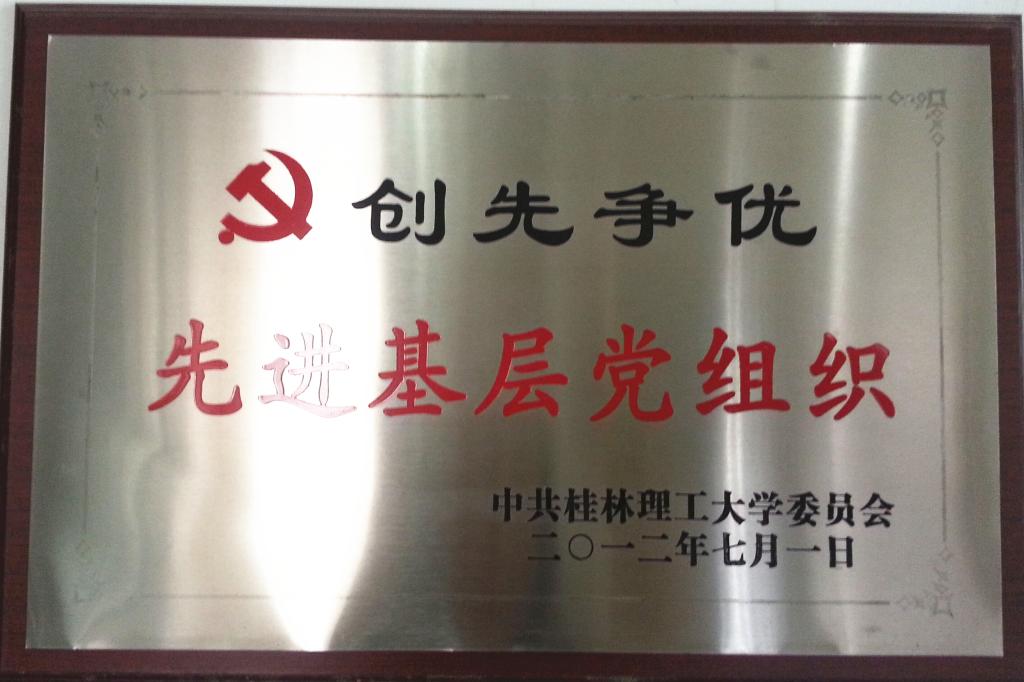 创先争优
先进基层党组织
中共桂林理工大学委员会
二〇一二年七月一日